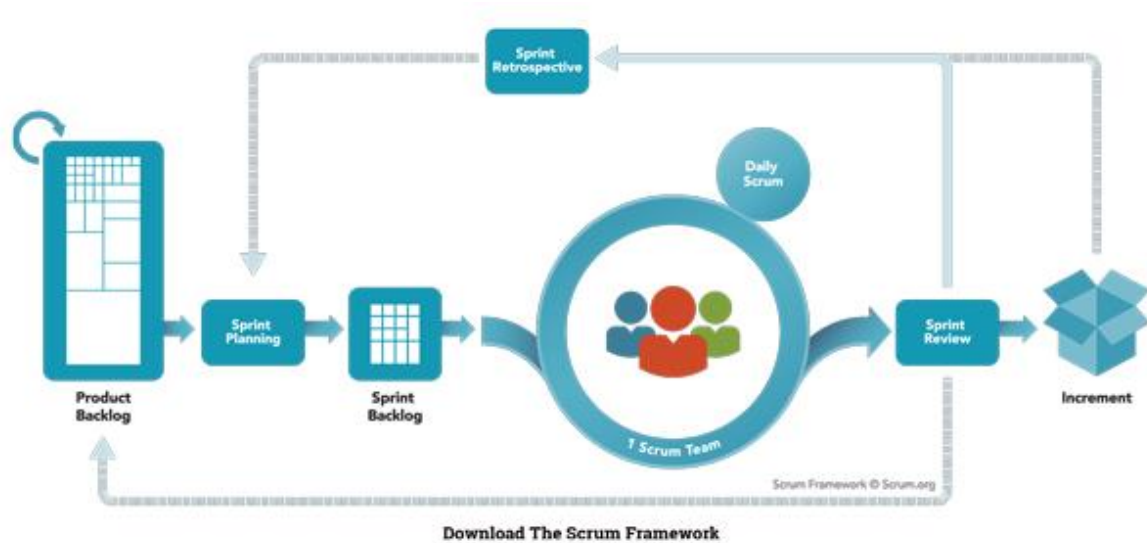 Sprint
Retrospective
Daily
Scrum
Sprint
Planning
Sprint
Review
Product
Backlog
Sprint
Backlog
Increment
1 Scrum Team
Scrum Framework © Scrum.org
Download The Scrum Framework